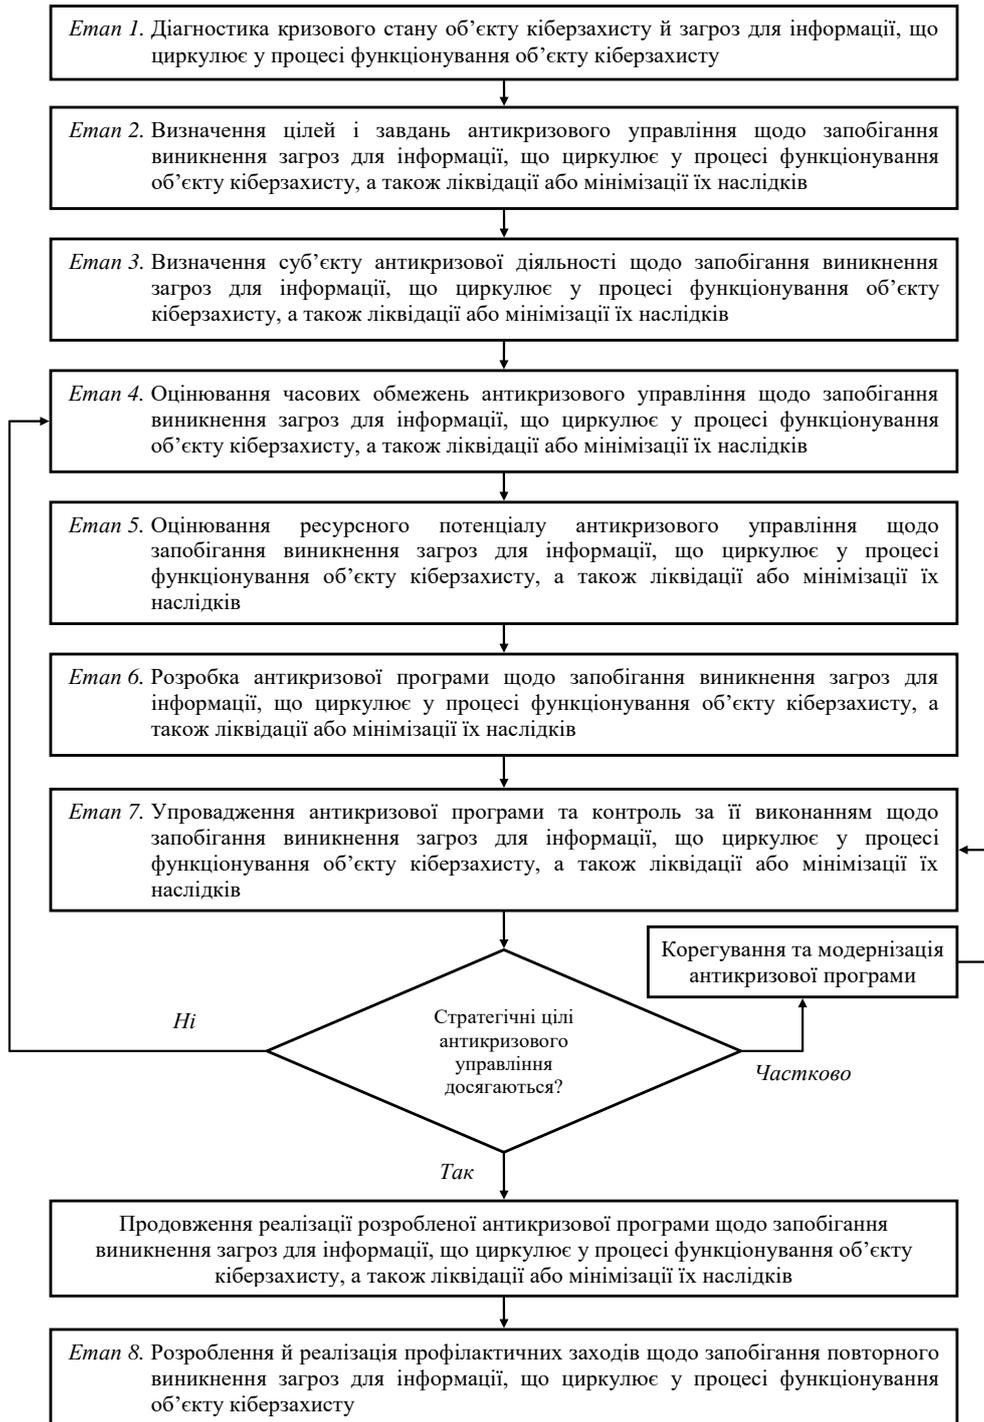 Етап 1. Діагностика кризового стану об’єкту кіберзахисту й загроз для інформації, що
циркулює у процесі функціонування об’єкту кіберзахисту
Етап 2. Визначення цілей і завдань антикризового управління щодо запобігання
виникнення загроз для інформації, що циркулює у процесі функціонування
об’єкту кіберзахисту, а також ліквідації або мінімізації їх наслідків
Етап 3. Визначення суб’єкту антикризової діяльності щодо запобігання виникнення
загроз для інформації, що циркулює у процесі функціонування об’єкту
кіберзахисту, а також ліквідації або мінімізації їх наслідків
Етап 4. Оцінювання часових обмежень антикризового управління щодо запобігання
виникнення загроз для інформації, що циркулює у процесі функціонування
об’єкту кіберзахисту, а також ліквідації або мінімізації їх наслідків
Етап 5. Оцінювання ресурсного потенціалу антикризового управління щодо
запобігання виникнення загроз для інформації, що циркулює у процесі
функціонування об’єкту кіберзахисту, а також ліквідації або мінімізації їх
наслідків
Етап 6. Розробка антикризової програми щодо запобігання виникнення загроз для
інформації, що циркулює у процесі функціонування об’єкту кіберзахисту, а
також ліквідації або мінімізації їх наслідків
Етап 7. Упровадження антикризової програми та контроль за її виконанням щодо
запобігання виникнення загроз для інформації, що циркулює у процесі
функціонування об’єкту кіберзахисту, а також ліквідації або мінімізації їх
наслідків
Корегування та модернізація
антикризової програми
Ні
Стратегічні цілі
антикризового
управління
досягаються?
Частково
Так
Продовження реалізації розробленої антикризової програми щодо запобігання
виникнення загроз для інформації, що циркулює у процесі функціонування об’єкту
кіберзахисту, а також ліквідації або мінімізації їх наслідків
Етап 8. Розроблення й реалізація профілактичних заходів щодо запобігання повторного
виникнення загроз для інформації, що циркулює у процесі функціонування
об’єкту кіберзахисту